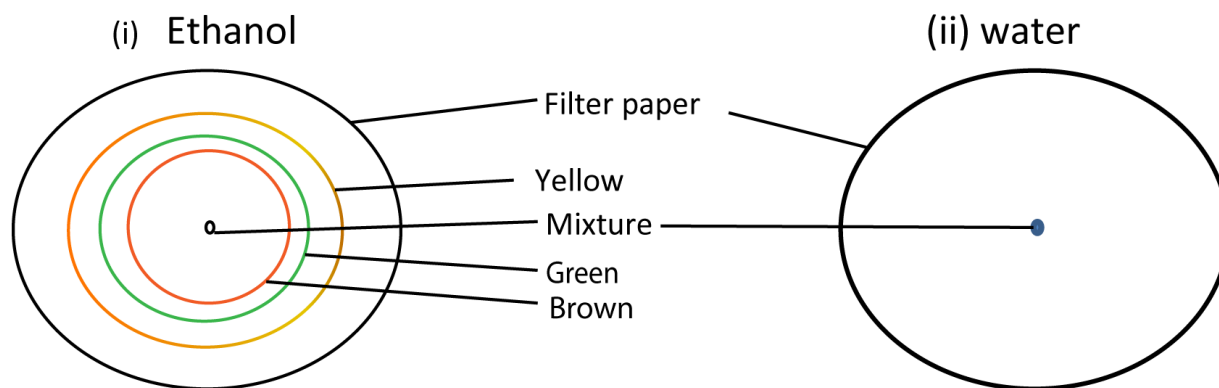 (i) Ethanol
(ii) water
Filter paper
Yellow
Mixture
Green
Brown